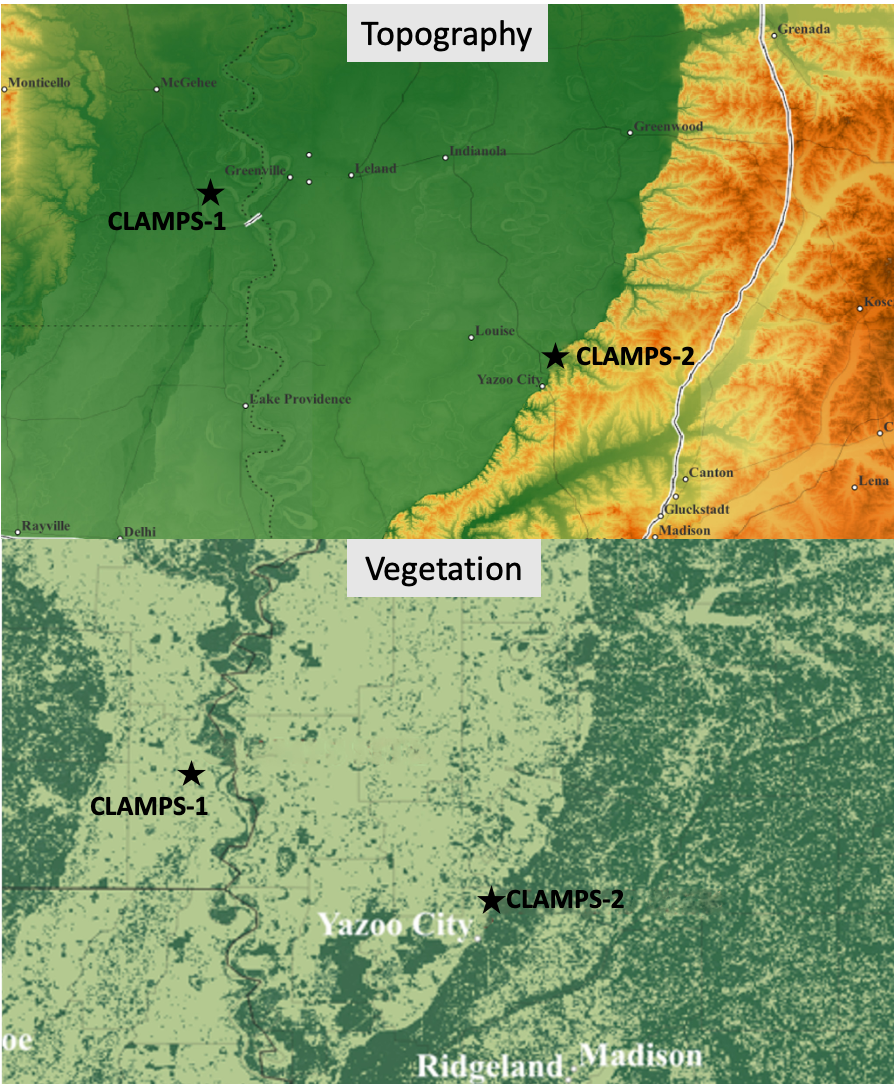 Topography
Grenada
Monticello
McGehee
Greenwood
Indianola
Greenville
Leland
CLAMPS-1
Kosc
Louise
CLAMPS-2
Yazoo City
Lake Providence
C
Canton
Lena
Gluckstadt
Rayville
Delhi
Madison
Vegetation
CLAMPS-1
CLAMPS-2
Yazoo City
oe
Ridgeland
Madison